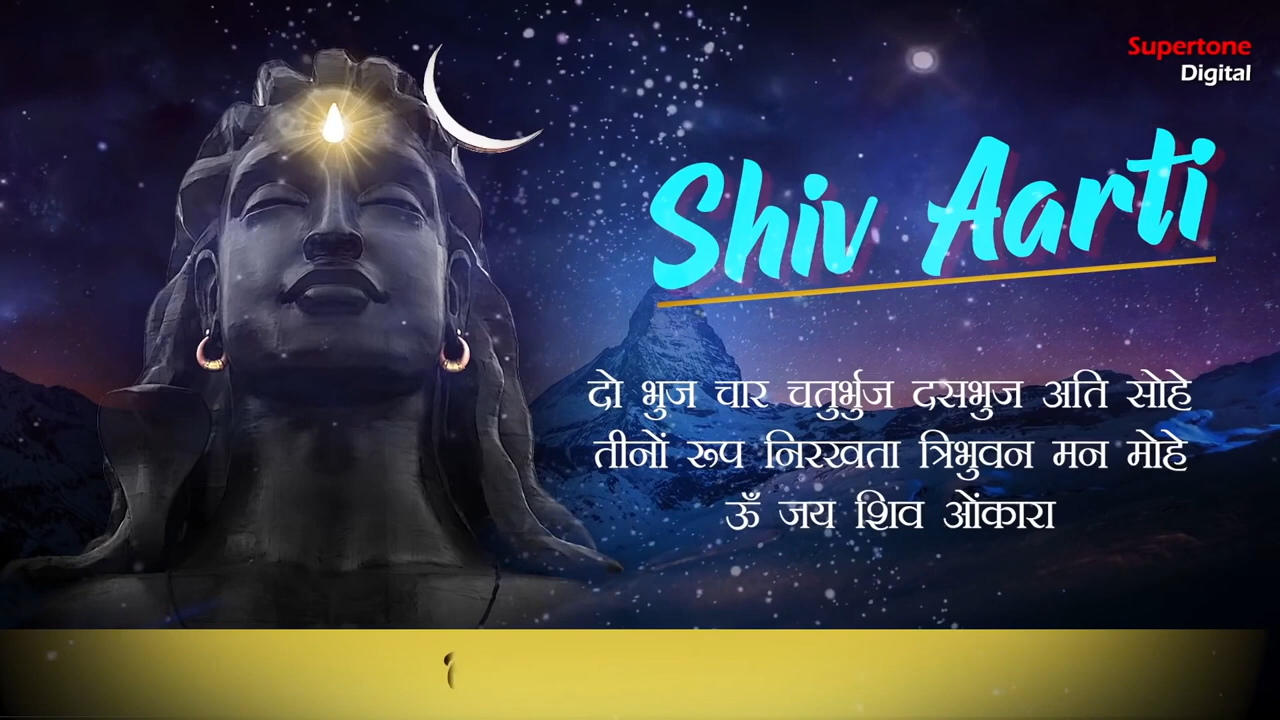 Supertone
Digital
Shiv Aarti
दो भुज चार चतुर्भुज दसभुज अति सोहे
तीनों रूप निरखता त्रिभुवन मन मोहे
ऊँ जय शिव ओंकारा